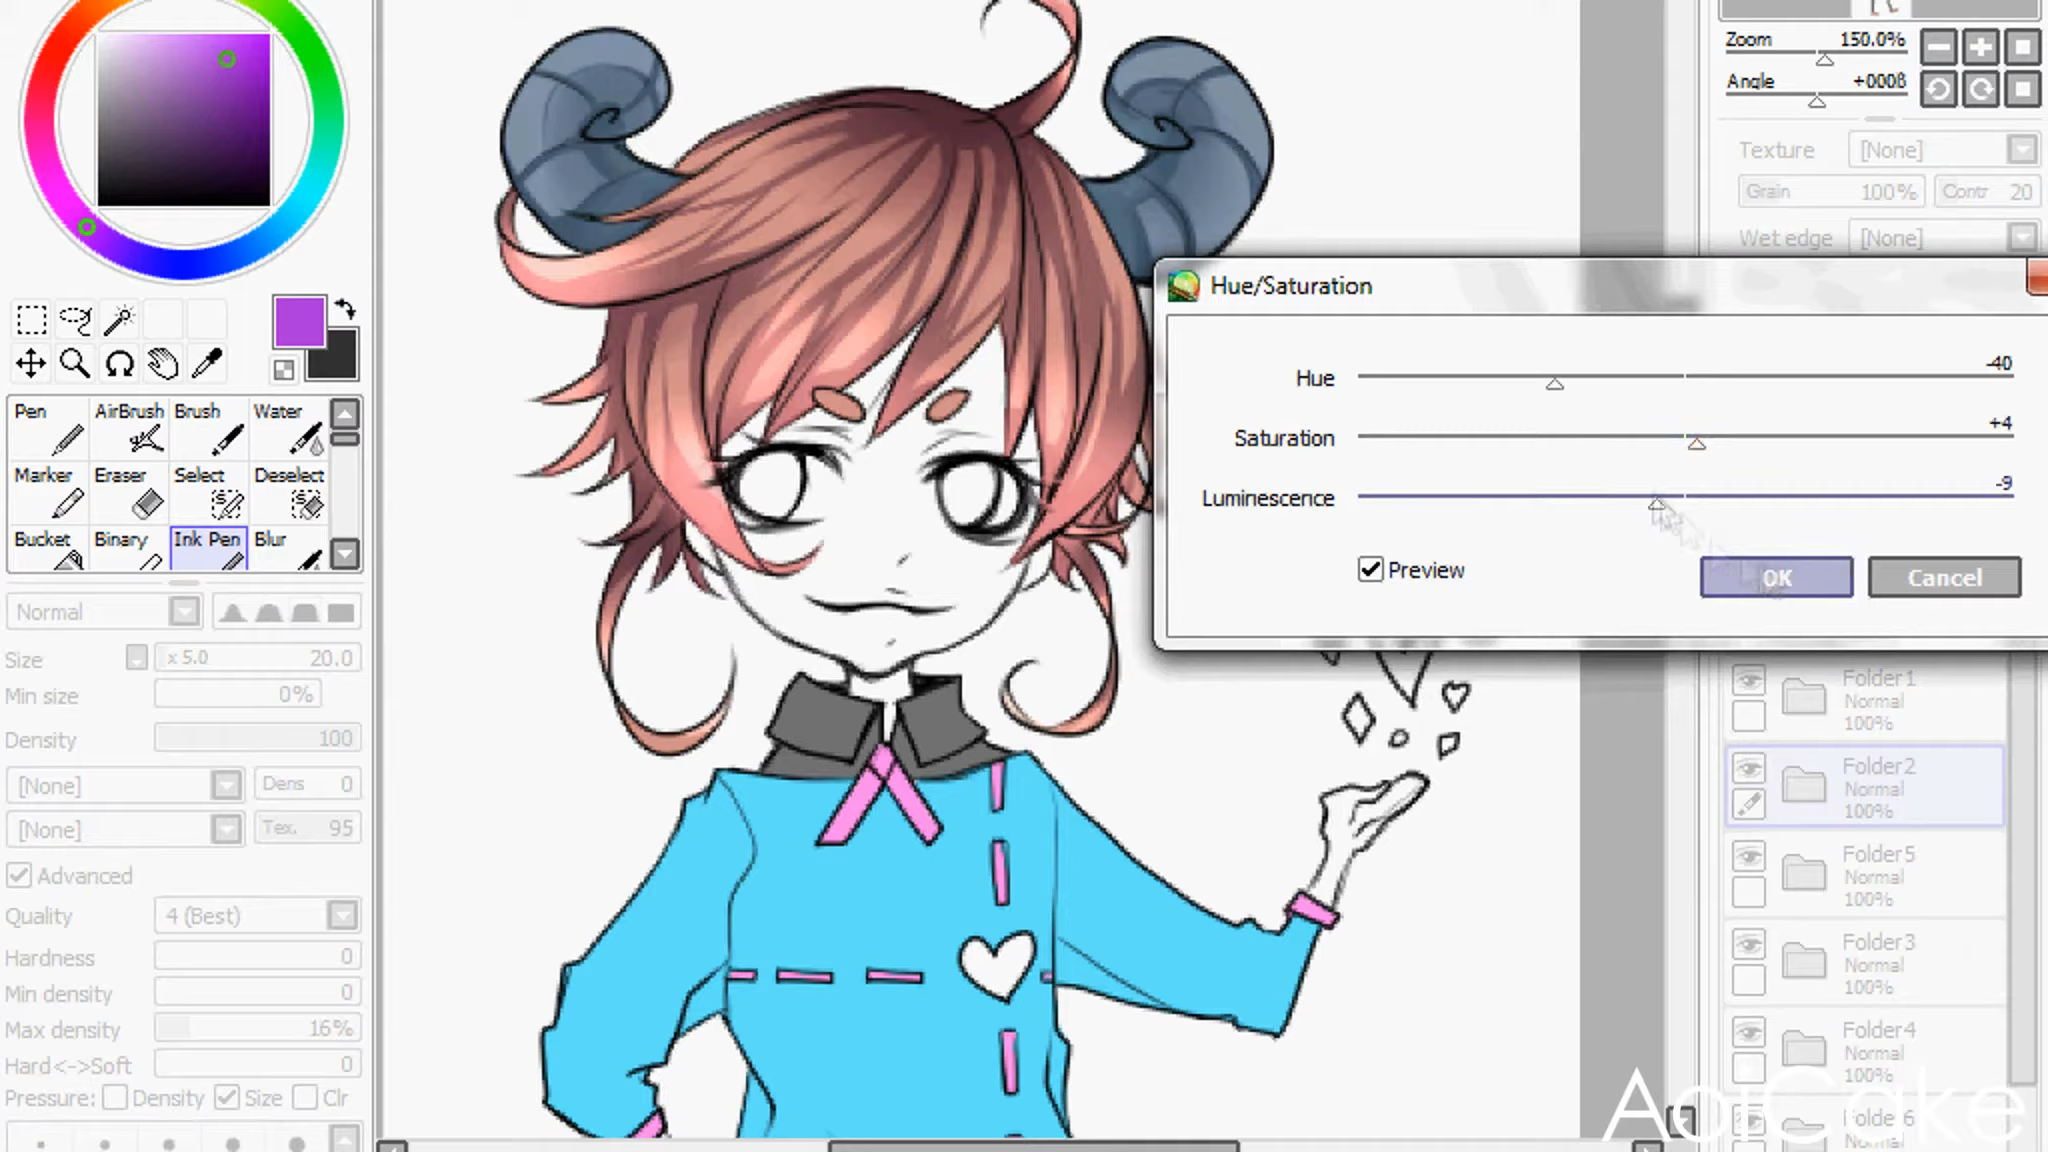 Zoom 150.0%
Angle +000ß
Texture [None]
Grain 100% Contr 20
Wet edge [None]
Hue/Saturation
Hue -40
Saturation +4
Luminescence -9
Preview OK Cancel
Pen AirBrush Brush Water
Marker Eraser Select Deselect
Bucket Binary Ink Pen Blur
Normal
Size x 5.0 20.0
Min size 0%
Density 100
[None] Dens 0
[None] Tex. 95
Advanced
Quality 4 (Best)
Hardness 0
Min density 0
Max density 16%
Hard<->Soft 0
Pressure: Density Size Clr
Folder1
Normal
100%
Folder2
Normal
100%
Folder5
Normal
100%
Folder3
Normal
100%
Folder4
Normal
100%
Folder6
Normal
AoiCake